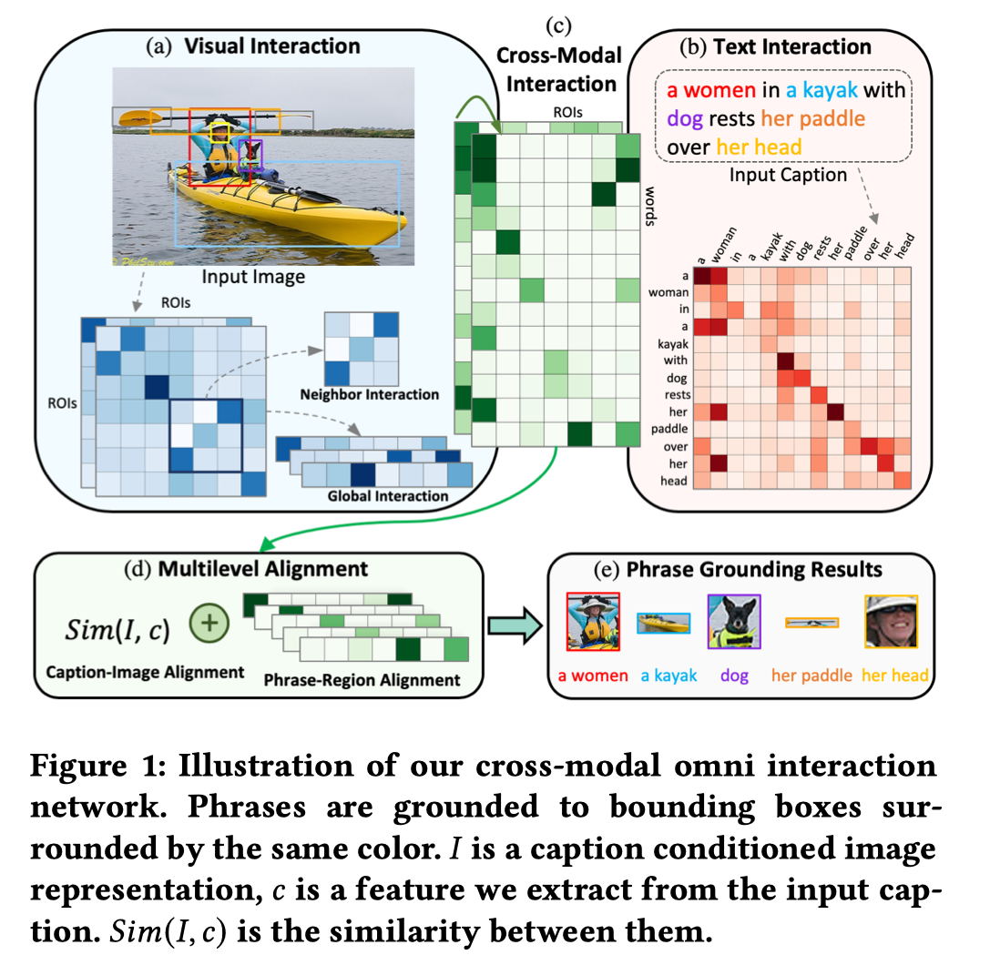 (a) Visual Interaction
Input Image
ROIs
ROIs
Neighbor Interaction
Global Interaction
(c)
Cross-Modal
Interaction
ROIs
words
(b) Text Interaction
a women in a kayak with
dog rests her paddle
over her head
Input Caption
a woman in a kayak with dog rests her paddle over her head
a
woman
in
a
kayak
with
dog
rests
her
paddle
over
her
head
(d) Multilevel Alignment
Sim(I, c) +
Caption-Image Alignment
Phrase-Region Alignment
(e) Phrase Grounding Results
a women a kayak dog her paddle her head
Figure 1: Illustration of our cross-modal omni interaction
network. Phrases are grounded to bounding boxes sur-
rounded by the same color. I is a caption conditioned image
representation, c is a feature we extract from the input cap-
tion. Sim(I, c) is the similarity between them.